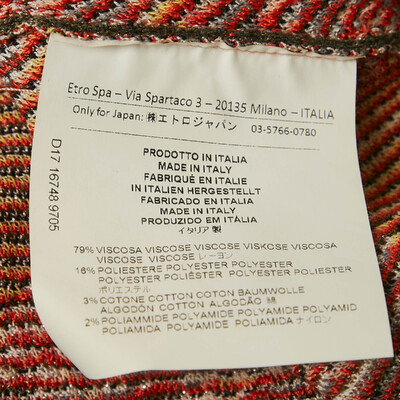 Etro Spa – Via Spartaco 3 – 20135 Milano – ITALIA
Only for Japan: ㈱エトロジャパン 03-5766-0780
D17 16748 9705
PRODOTTO IN ITALIA
MADE IN ITALY
FABRIQUÉ EN ITALIE
IN ITALIEN HERGESTELLT
FABRICADO EN ITALIA
MADE IN ITALY
PRODUZIDO EM ITALIA
イタリア 製
79% VISCOSA VISCOSE VISCOSE VISKOSE VISCOSA
VISCOSE VISCOSE レーヨン
16% POLIESTERE POLYESTER POLYESTER
POLYESTER POLIÉSTER POLYESTER POLYESTER
ポリエステル
3% COTONE COTTON COTON BAUMWOLLE
ALGODÓN COTTON ALGODÃO 綿
2% POLIAMMIDE POLYAMIDE POLYAMIDE POLYAMID
POLIAMIDA POLYAMIDE POLIAMIDA ナイロン